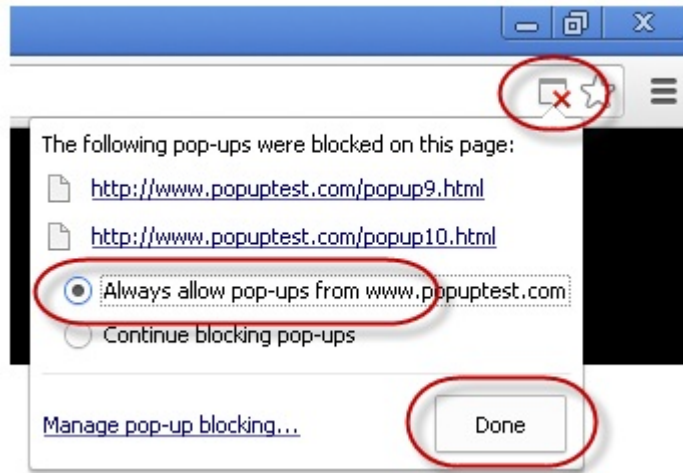 The following pop-ups were blocked on this page:
http://www.popuptest.com/popup9.html
http://www.popuptest.com/popup10.html
Always allow pop-ups from www.popuptest.com
Continue blocking pop-ups
Manage pop-up blocking...
Done